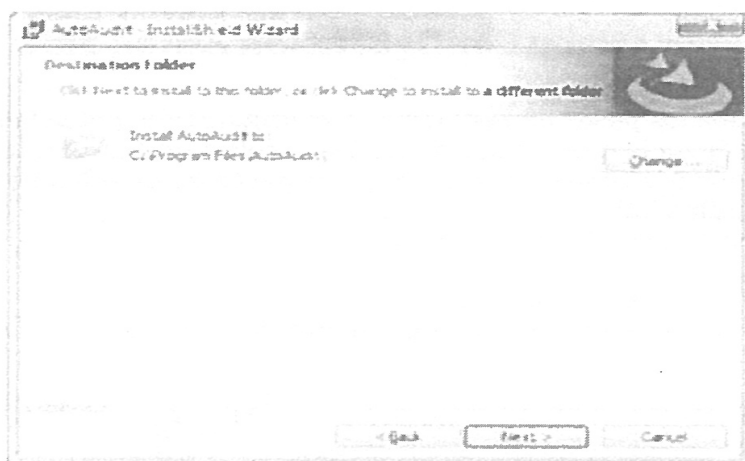 AutoAudit - InstallShield Wizard
Destination Folder
Click Next to install to this folder, or click Change to install to a different folder
Install AutoAudit to:
C:\Program Files\AutoAudit\
Change...
InstallShield
< Back
Next >
Cancel